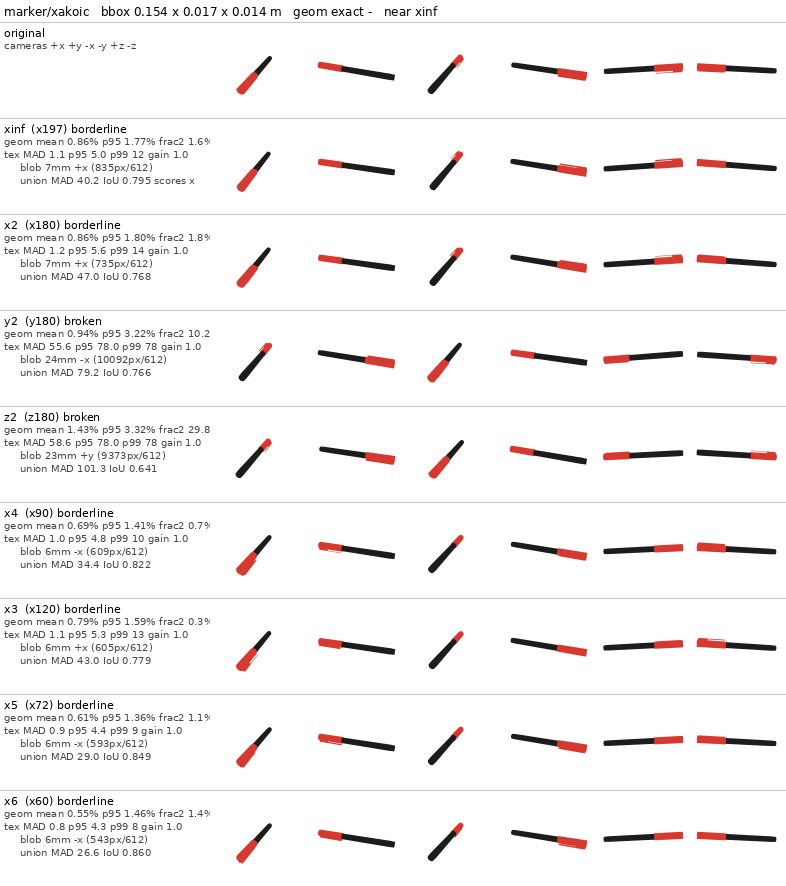 marker/xakoic bbox 0.154 x 0.017 x 0.014 m geom exact - near xinf
original
cameras +x +y -x -y +z -z
xinf (x197) borderline
geom mean 0.86% p95 1.77% frac2 1.6%
tex MAD 1.1 p95 5.0 p99 12 gain 1.0
blob 7mm +x (835px/612)
union MAD 40.2 IoU 0.795 scores x
x2 (x180) borderline
geom mean 0.86% p95 1.80% frac2 1.8%
tex MAD 1.2 p95 5.6 p99 14 gain 1.0
blob 7mm +x (735px/612)
union MAD 47.0 IoU 0.768
y2 (y180) broken
geom mean 0.94% p95 3.22% frac2 10.2
tex MAD 55.6 p95 78.0 p99 78 gain 1.0
blob 24mm -x (10092px/612)
union MAD 79.2 IoU 0.766
z2 (z180) broken
geom mean 1.43% p95 3.32% frac2 29.8
tex MAD 58.6 p95 78.0 p99 78 gain 1.0
blob 23mm +y (9373px/612)
union MAD 101.3 IoU 0.641
x4 (x90) borderline
geom mean 0.69% p95 1.41% frac2 0.7%
tex MAD 1.0 p95 4.8 p99 10 gain 1.0
blob 6mm -x (609px/612)
union MAD 34.4 IoU 0.822
x3 (x120) borderline
geom mean 0.79% p95 1.59% frac2 0.3%
tex MAD 1.1 p95 5.3 p99 13 gain 1.0
blob 6mm +x (605px/612)
union MAD 43.0 IoU 0.779
x5 (x72) borderline
geom mean 0.61% p95 1.36% frac2 1.1%
tex MAD 0.9 p95 4.4 p99 9 gain 1.0
blob 6mm -x (593px/612)
union MAD 29.0 IoU 0.849
x6 (x60) borderline
geom mean 0.55% p95 1.46% frac2 1.4%
tex MAD 0.8 p95 4.3 p99 8 gain 1.0
blob 6mm -x (543px/612)
union MAD 26.6 IoU 0.860